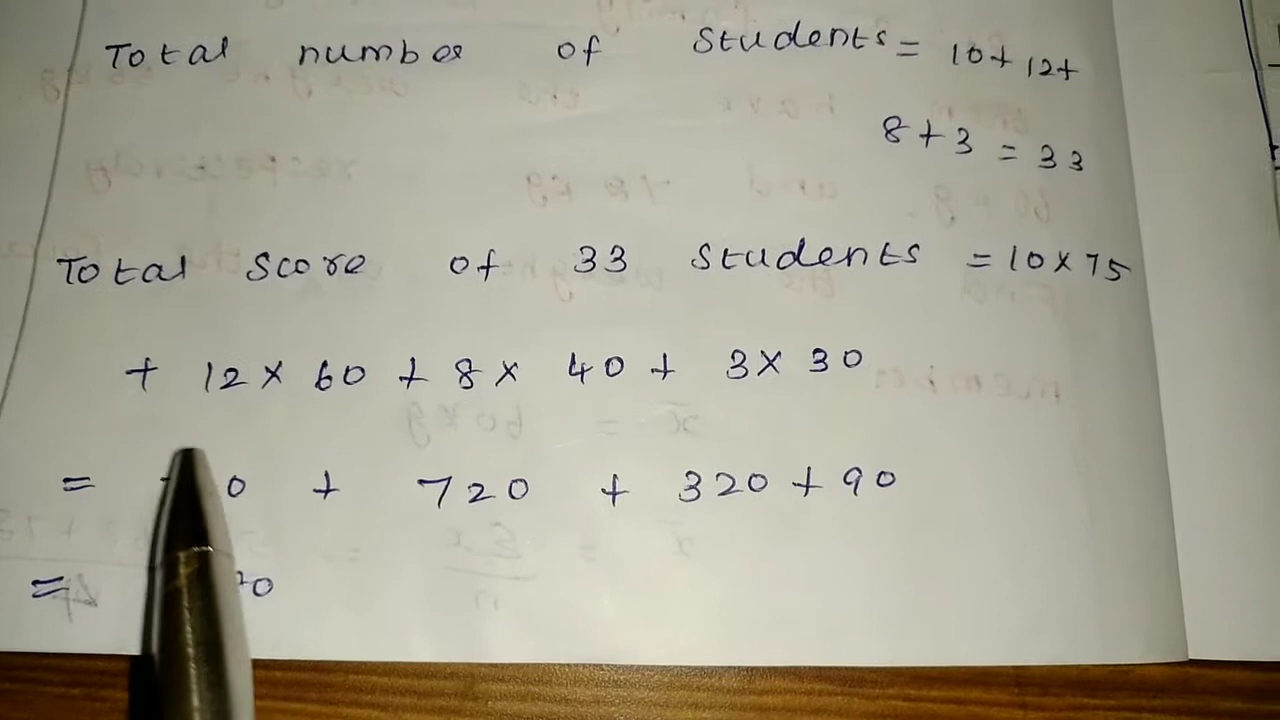 Total number of Students = 10 + 12 +
8 + 3 = 33
Total Score of 33 Students = 10 × 75
+ 12 × 60 + 8 × 40 + 3 × 30
= 0 + 720 + 320 + 90
= 0